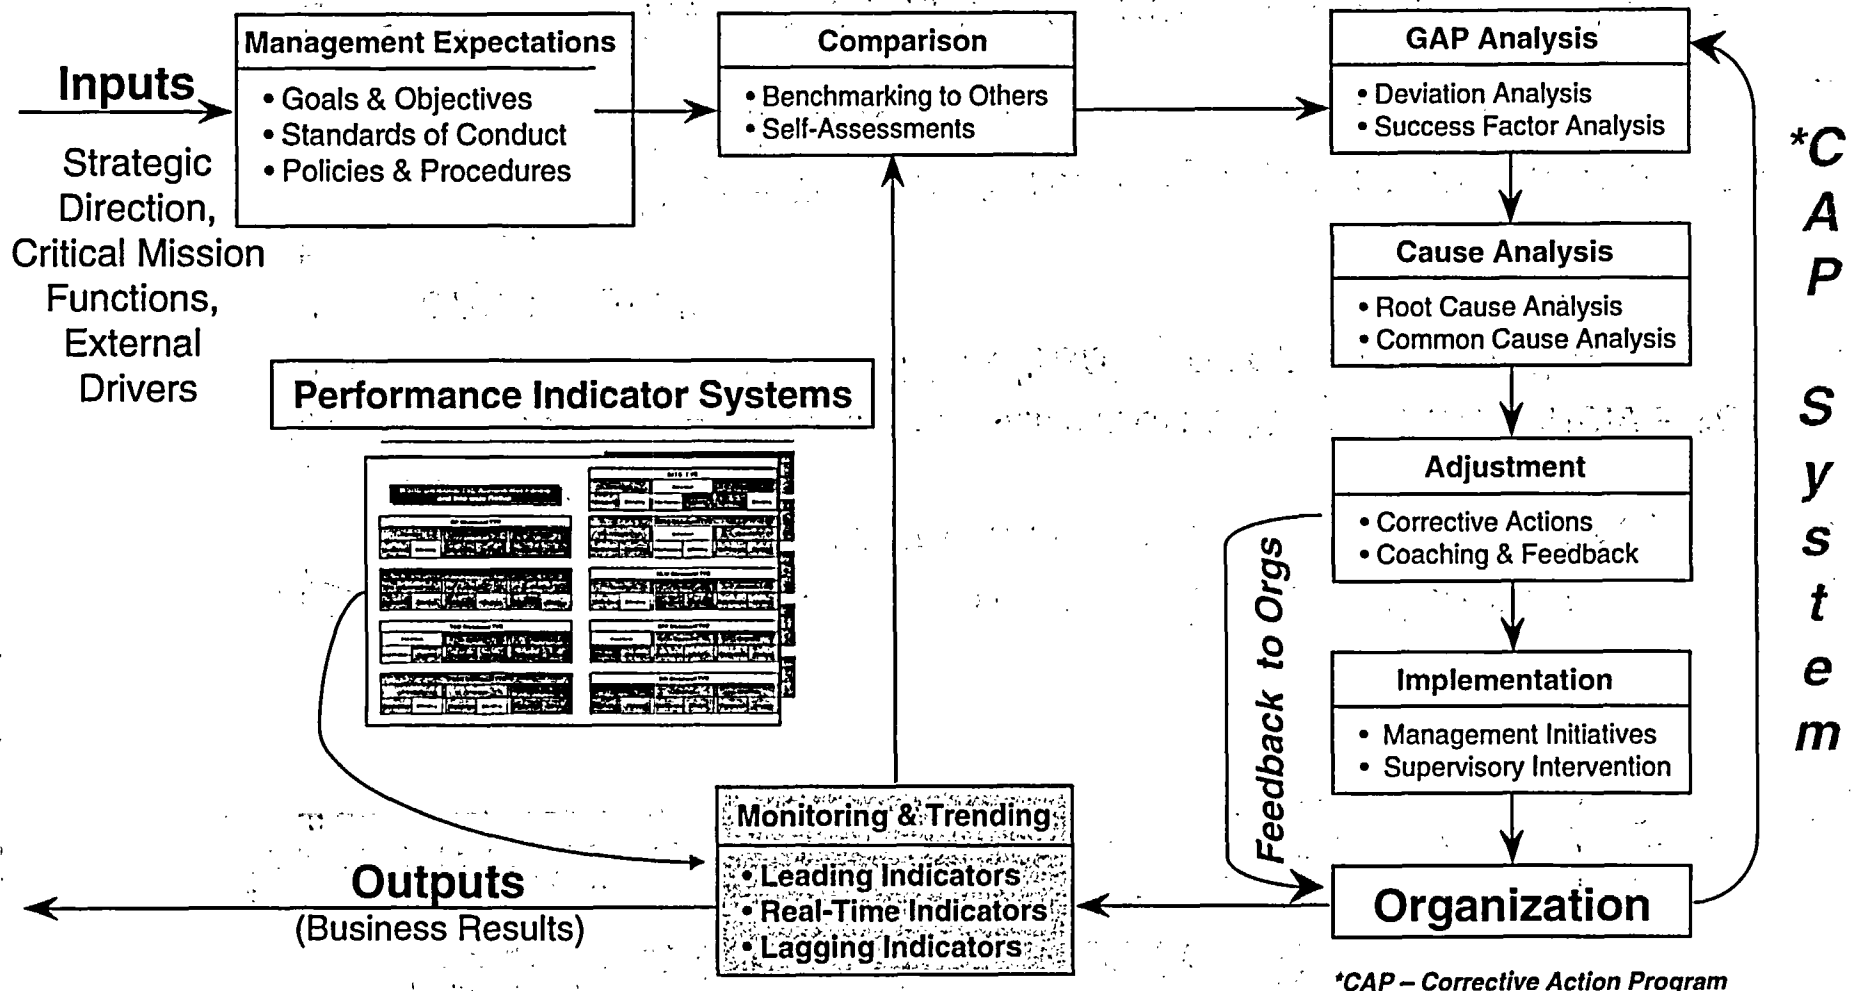 Inputs
Strategic
Direction,
Critical Mission
Functions,
External
Drivers
Management Expectations
• Goals & Objectives
• Standards of Conduct
• Policies & Procedures
Comparison
• Benchmarking to Others
• Self-Assessments
GAP Analysis
• Deviation Analysis
• Success Factor Analysis
Cause Analysis
• Root Cause Analysis
• Common Cause Analysis
Adjustment
• Corrective Actions
• Coaching & Feedback
Implementation
• Management Initiatives
• Supervisory Intervention
Organization
Feedback to Orgs
*CAP System
Performance Indicator Systems
Monitoring & Trending
• Leading Indicators
• Real-Time Indicators
• Lagging Indicators
Outputs
(Business Results)
*CAP – Corrective Action Program